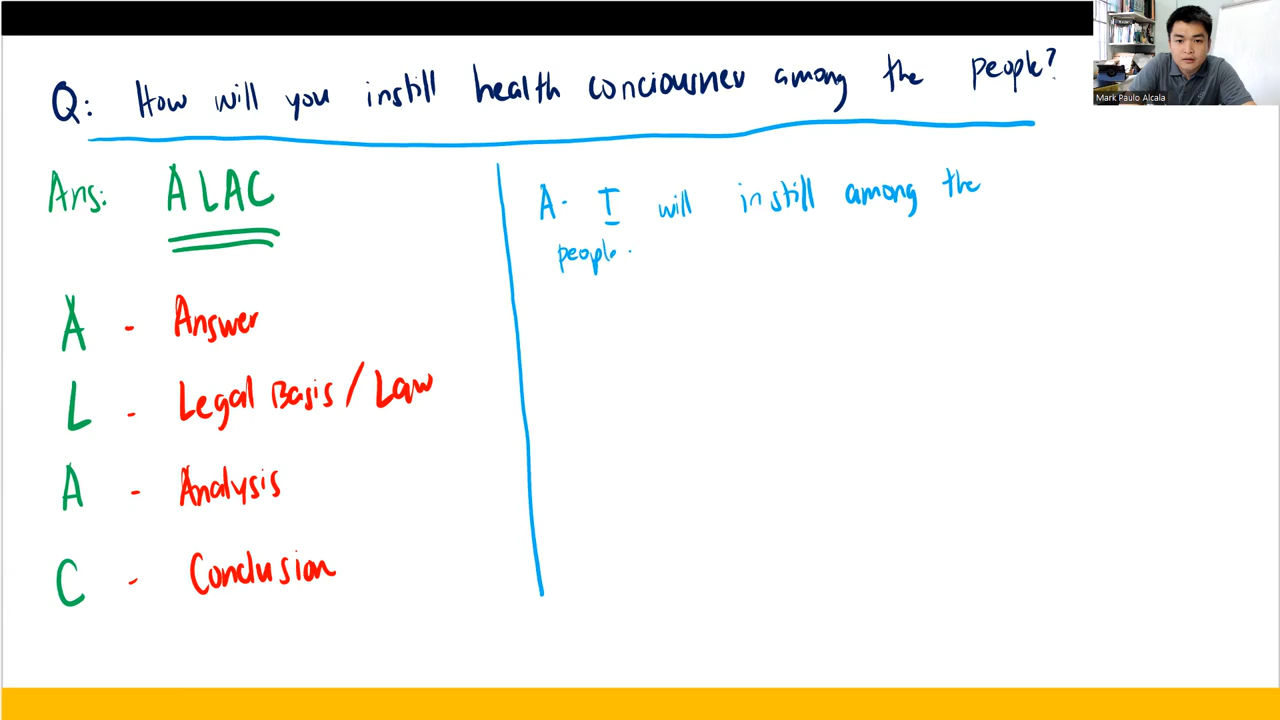 Q: How will you instill health conciousner among the people?
Mark Paulo Alcala
Ans: ALAC
A - Answer
L - Legal Basis / Law
A - Analysis
C - Conclusion
A- I will instill among the
people.